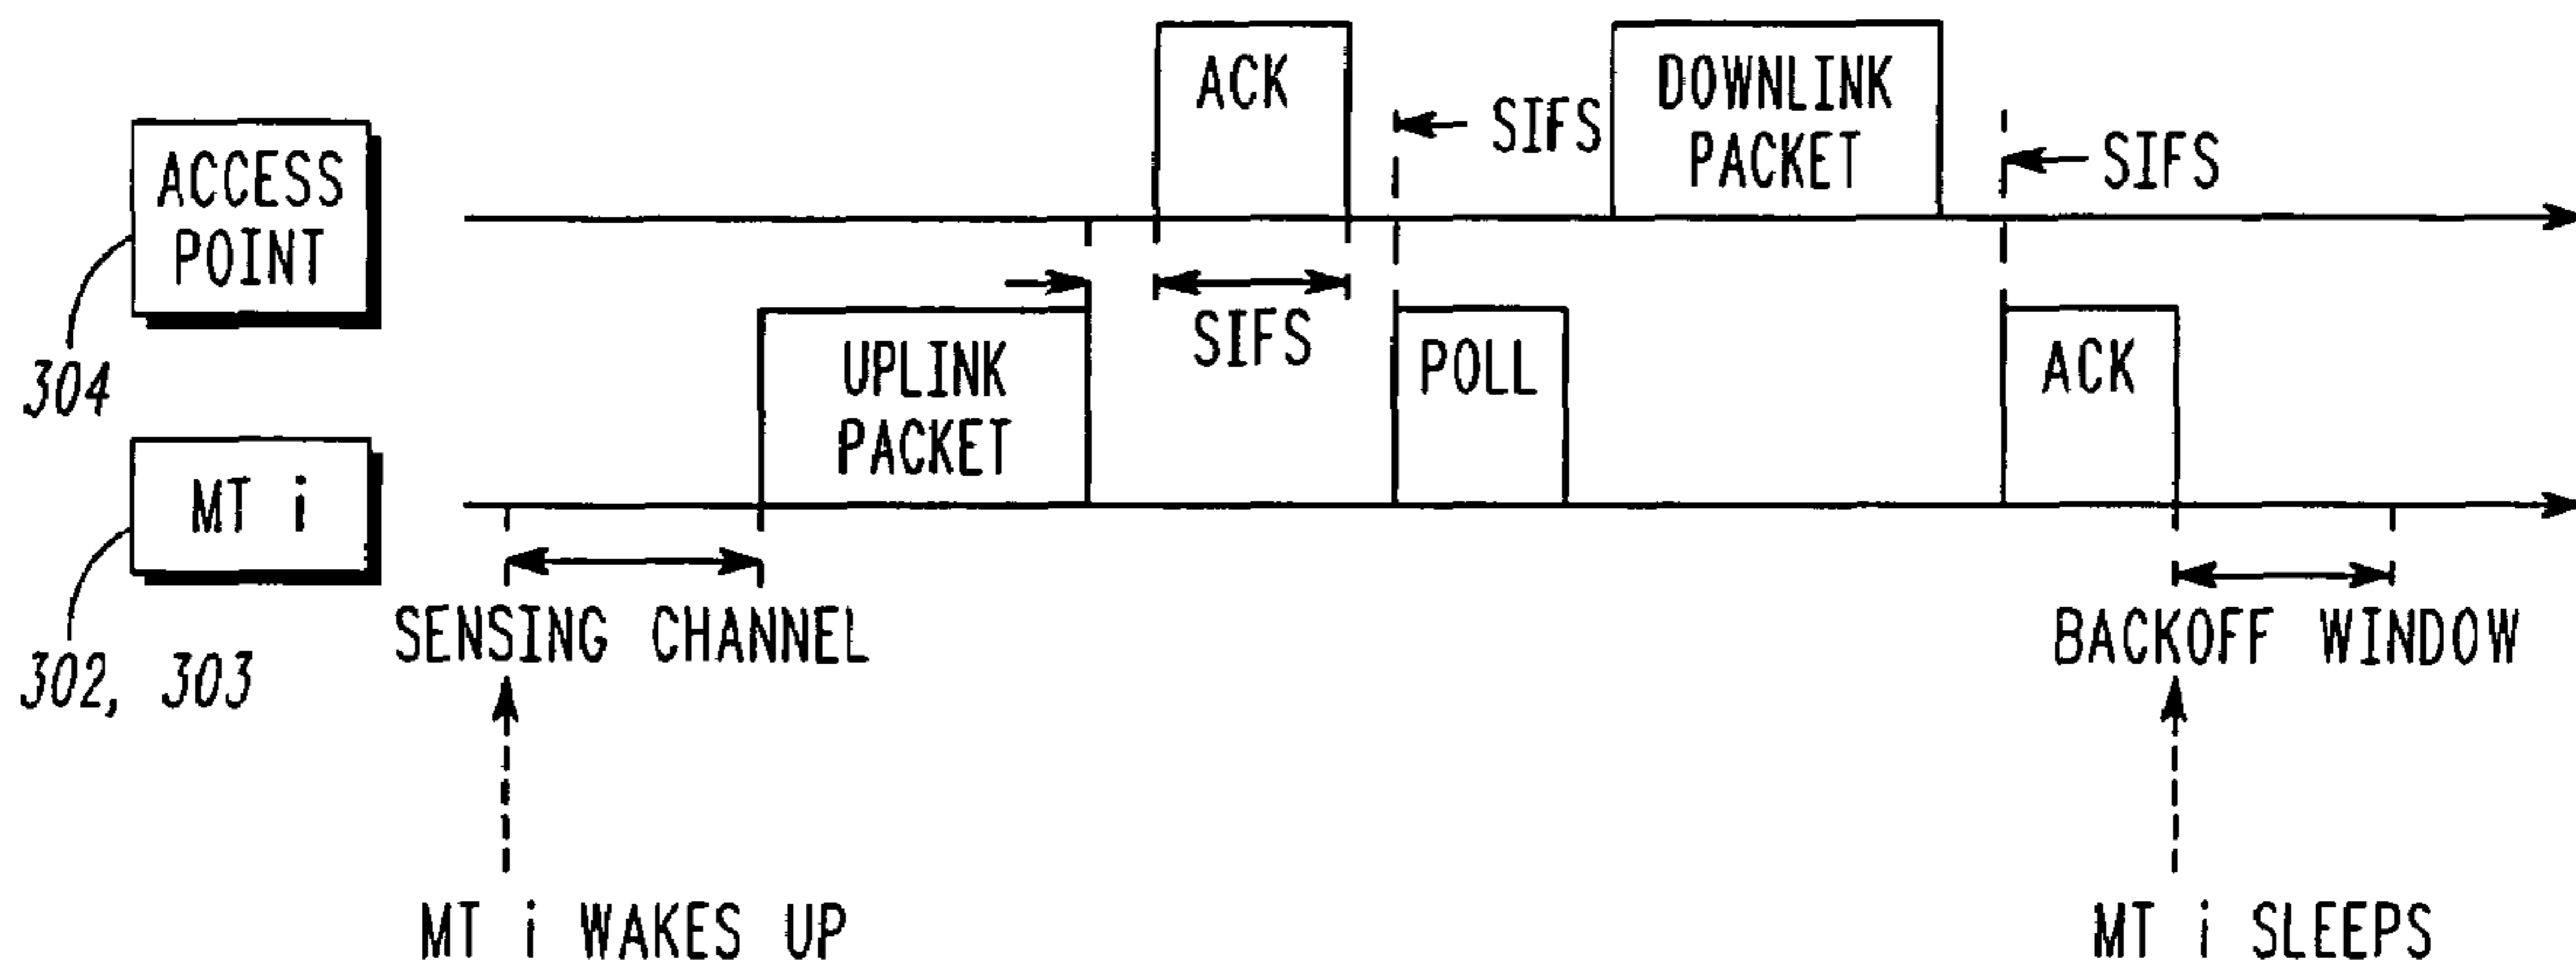 ACK
DOWNLINK
PACKET
SIFS
SIFS
ACCESS
POINT
304
SIFS
UPLINK
PACKET
POLL
ACK
MT i
302, 303
SENSING CHANNEL
BACKOFF WINDOW
MT i WAKES UP
MT i SLEEPS